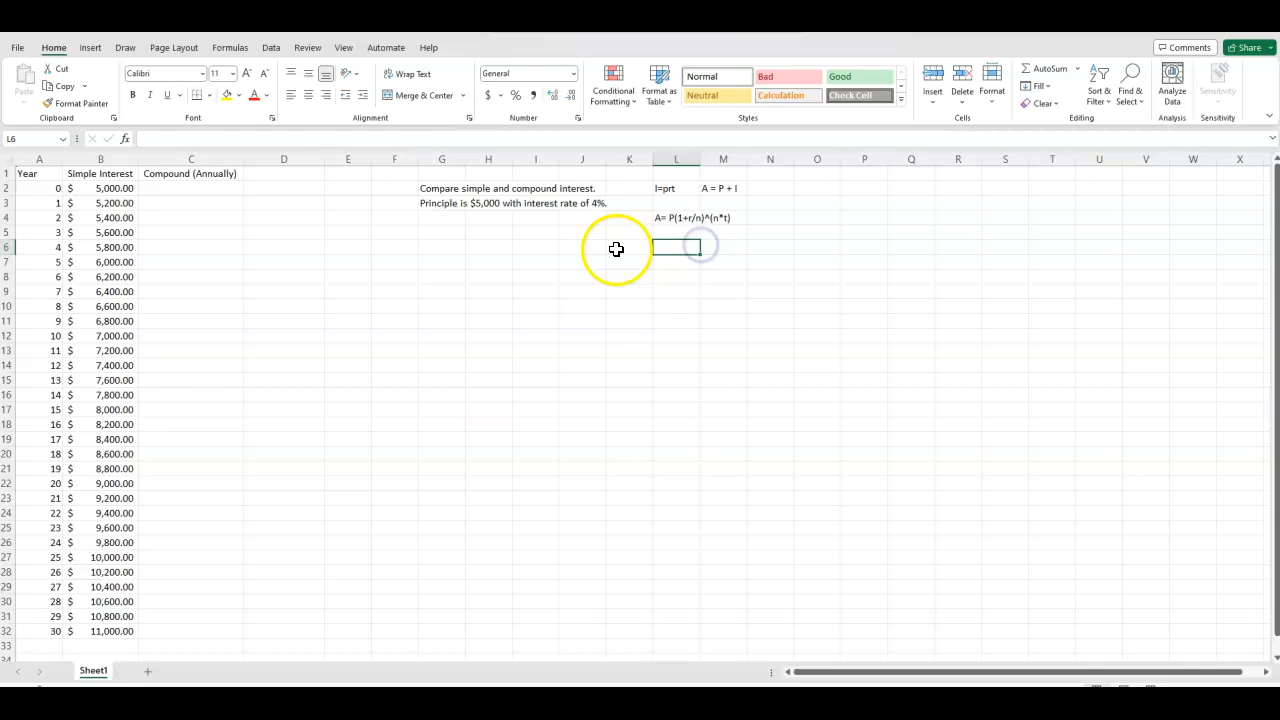 File Home Insert Draw Page Layout Formulas Data Review View Automate Help Comments Share
Paste Cut Copy Format Painter Clipboard
Calibri 11 A A B I U A Font
Wrap Text Merge & Center Alignment
General $ % , Number
Conditional Formatting Format as Table Normal Bad Good Neutral Calculation Check Cell Styles
Insert Delete Format Cells
AutoSum Fill Clear Sort & Filter Find & Select Editing
Analyze Data Analysis Sensitivity Sensitivity
L6 fx
A B C D E F G H I J K L M N O P Q R S T U V W X
1 Year Simple Interest Compound (Annually)
2 0 $ 5,000.00 Compare simple and compound interest. I=prt A = P + I
3 1 $ 5,200.00 Principle is $5,000 with interest rate of 4%.
4 2 $ 5,400.00 A= P(1+r/n)^(n*t)
5 3 $ 5,600.00
6 4 $ 5,800.00
7 5 $ 6,000.00
8 6 $ 6,200.00
9 7 $ 6,400.00
10 8 $ 6,600.00
11 9 $ 6,800.00
12 10 $ 7,000.00
13 11 $ 7,200.00
14 12 $ 7,400.00
15 13 $ 7,600.00
16 14 $ 7,800.00
17 15 $ 8,000.00
18 16 $ 8,200.00
19 17 $ 8,400.00
20 18 $ 8,600.00
21 19 $ 8,800.00
22 20 $ 9,000.00
23 21 $ 9,200.00
24 22 $ 9,400.00
25 23 $ 9,600.00
26 24 $ 9,800.00
27 25 $ 10,000.00
28 26 $ 10,200.00
29 27 $ 10,400.00
30 28 $ 10,600.00
31 29 $ 10,800.00
32 30 $ 11,000.00
33
34
Sheet1